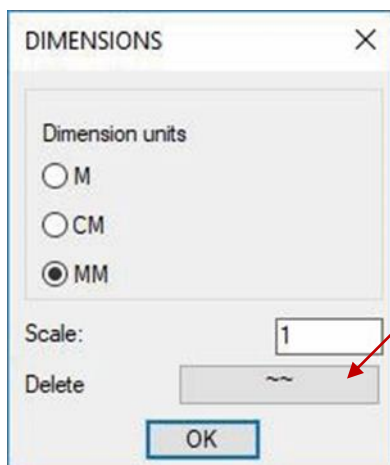 DIMENSIONS
Dimension units
M
CM
MM
Scale: 1
Delete ~~
OK